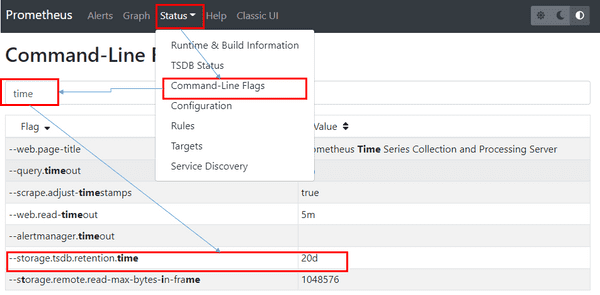 Prometheus Alerts Graph Status Help Classic UI
Runtime & Build Information
TSDB Status
Command-Line Flags
Configuration
Rules
Targets
Service Discovery
Command-Line F
time
Flag Value
--web.page-title ometheus Time Series Collection and Processing Server
--query.timeout
--scrape.adjust-timestamps true
--web.read-timeout 5m
--alertmanager.timeout
--storage.tsdb.retention.time 20d
--storage.remote.read-max-bytes-in-frame 1048576